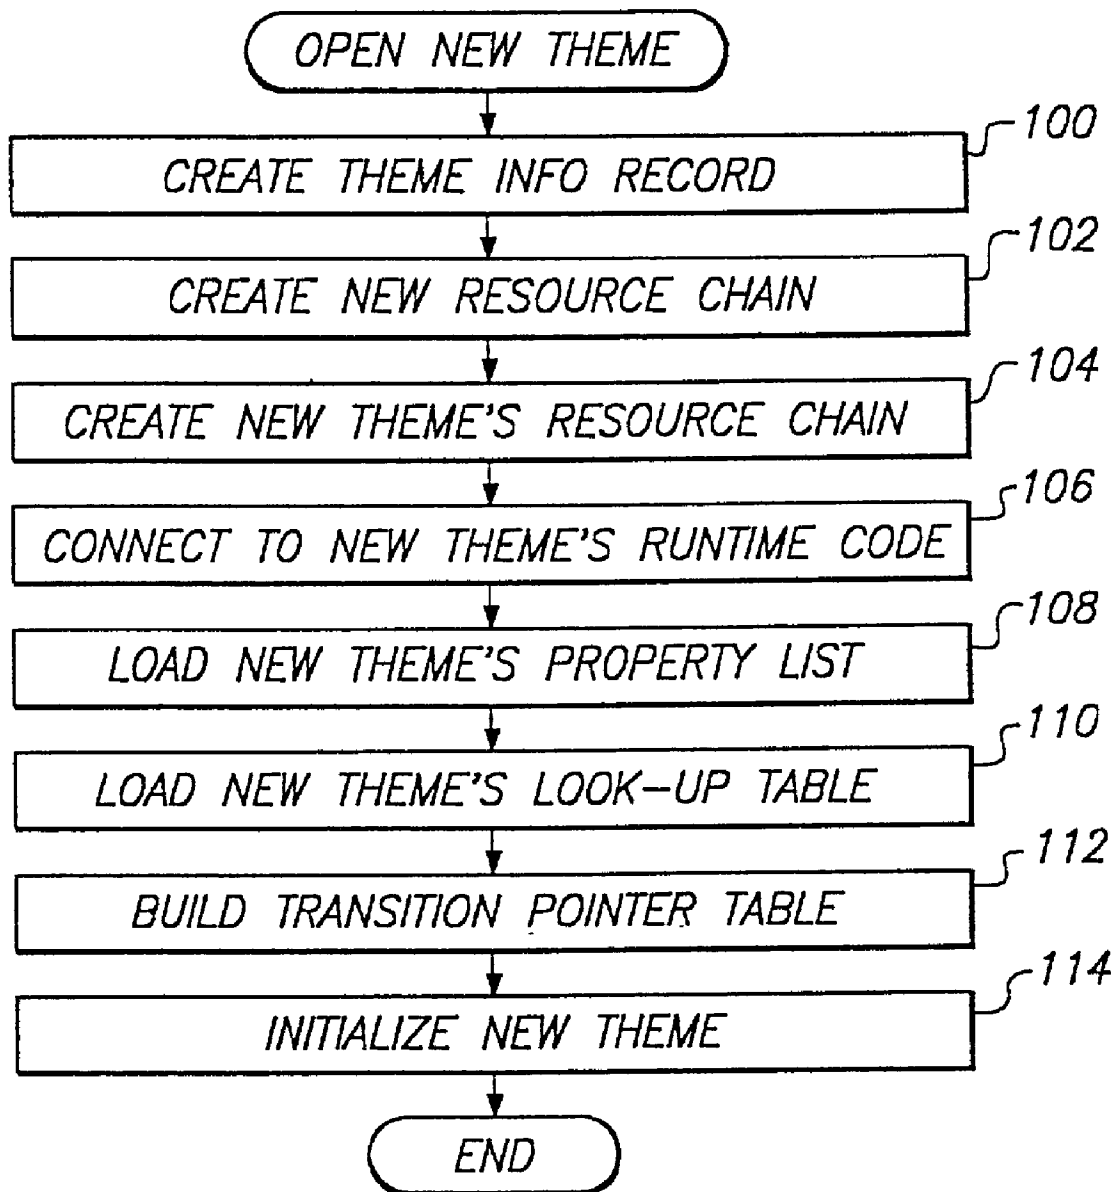 OPEN NEW THEME
100
CREATE THEME INFO RECORD
102
CREATE NEW RESOURCE CHAIN
104
CREATE NEW THEME'S RESOURCE CHAIN
106
CONNECT TO NEW THEME'S RUNTIME CODE
108
LOAD NEW THEME'S PROPERTY LIST
110
LOAD NEW THEME'S LOOK-UP TABLE
112
BUILD TRANSITION POINTER TABLE
114
INITIALIZE NEW THEME
END